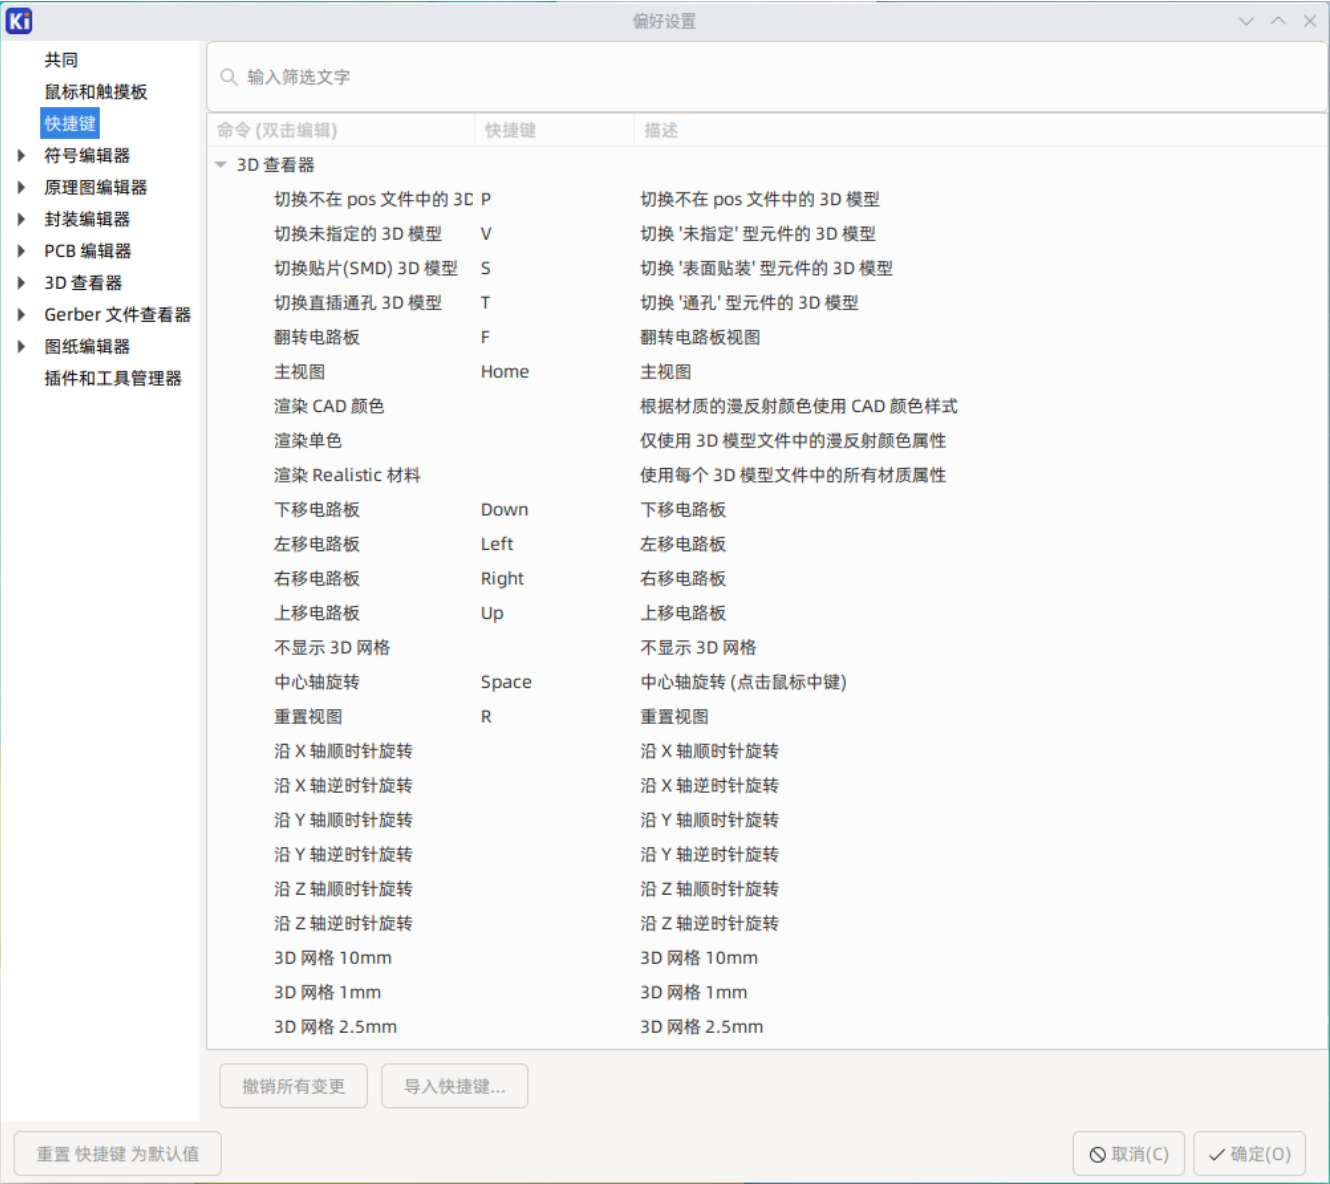 Ki
偏好设置
共同
鼠标和触摸板
快捷键
符号编辑器
原理图编辑器
封装编辑器
PCB 编辑器
3D 查看器
Gerber 文件查看器
图纸编辑器
插件和工具管理器
输入筛选文字
命令 (双击编辑) 快捷键 描述
3D 查看器
切换不在 pos 文件中的 3D P 切换不在 pos 文件中的 3D 模型
切换未指定的 3D 模型 V 切换 '未指定' 型元件的 3D 模型
切换贴片(SMD) 3D 模型 S 切换 '表面贴装' 型元件的 3D 模型
切换直插通孔 3D 模型 T 切换 '通孔' 型元件的 3D 模型
翻转电路板 F 翻转电路板视图
主视图 Home 主视图
渲染 CAD 颜色 根据材质的漫反射颜色使用 CAD 颜色样式
渲染单色 仅使用 3D 模型文件中的漫反射颜色属性
渲染 Realistic 材料 使用每个 3D 模型文件中的所有材质属性
下移电路板 Down 下移电路板
左移电路板 Left 左移电路板
右移电路板 Right 右移电路板
上移电路板 Up 上移电路板
不显示 3D 网格 不显示 3D 网格
中心轴旋转 Space 中心轴旋转 (点击鼠标中键)
重置视图 R 重置视图
沿 X 轴顺时针旋转 沿 X 轴顺时针旋转
沿 X 轴逆时针旋转 沿 X 轴逆时针旋转
沿 Y 轴顺时针旋转 沿 Y 轴顺时针旋转
沿 Y 轴逆时针旋转 沿 Y 轴逆时针旋转
沿 Z 轴顺时针旋转 沿 Z 轴顺时针旋转
沿 Z 轴逆时针旋转 沿 Z 轴逆时针旋转
3D 网格 10mm 3D 网格 10mm
3D 网格 1mm 3D 网格 1mm
3D 网格 2.5mm 3D 网格 2.5mm
撤销所有变更 导入快捷键...
重置 快捷键 为默认值 取消(C) 确定(O)